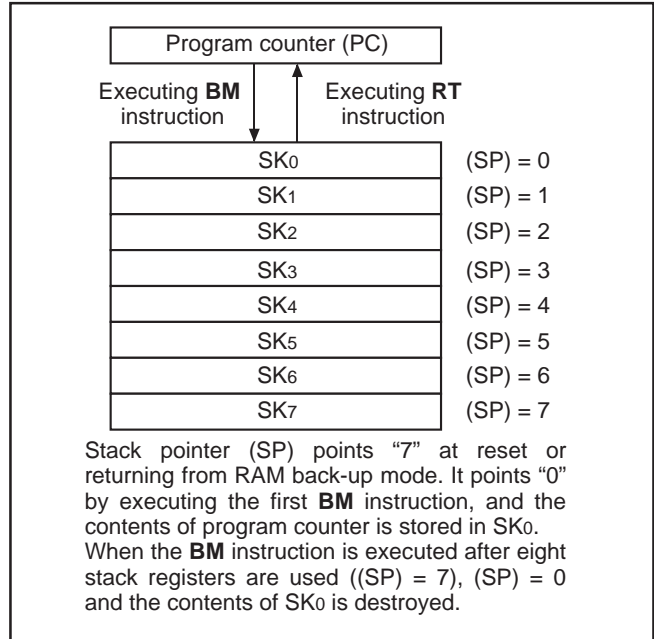 Program counter (PC)
Executing BM Executing RT
instruction instruction
SK0 (SP) = 0
SK1 (SP) = 1
SK2 (SP) = 2
SK3 (SP) = 3
SK4 (SP) = 4
SK5 (SP) = 5
SK6 (SP) = 6
SK7 (SP) = 7
Stack pointer (SP) points “7” at reset or
returning from RAM back-up mode. It points “0”
by executing the first BM instruction, and the
contents of program counter is stored in SK0.
When the BM instruction is executed after eight
stack registers are used ((SP) = 7), (SP) = 0
and the contents of SK0 is destroyed.